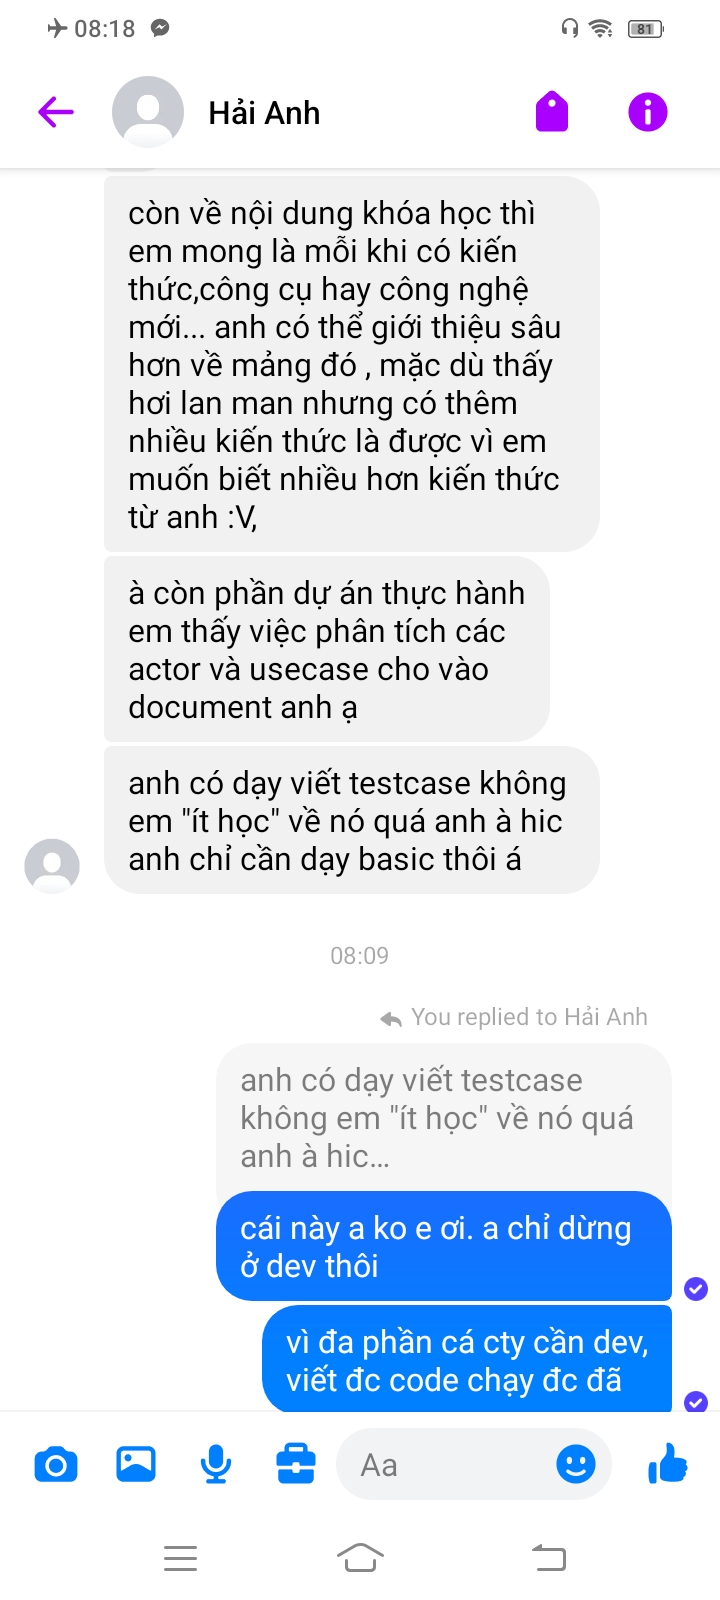 08:18
81
Hải Anh
còn về nội dung khóa học thì
em mong là mỗi khi có kiến
thức,công cụ hay công nghệ
mới... anh có thể giới thiệu sâu
hơn về mảng đó , mặc dù thấy
hơi lan man nhưng có thêm
nhiều kiến thức là được vì em
muốn biết nhiều hơn kiến thức
từ anh :V,
à còn phần dự án thực hành
em thấy việc phân tích các
actor và usecase cho vào
document anh ạ
anh có dạy viết testcase không
em "ít học" về nó quá anh à hic
anh chỉ cần dạy basic thôi á
08:09
You replied to Hải Anh
anh có dạy viết testcase
không em "ít học" về nó quá
anh à hic...
cái này a ko e ơi. a chỉ dừng
ở dev thôi
vì đa phần cá cty cần dev,
viết đc code chạy đc đã
Aa